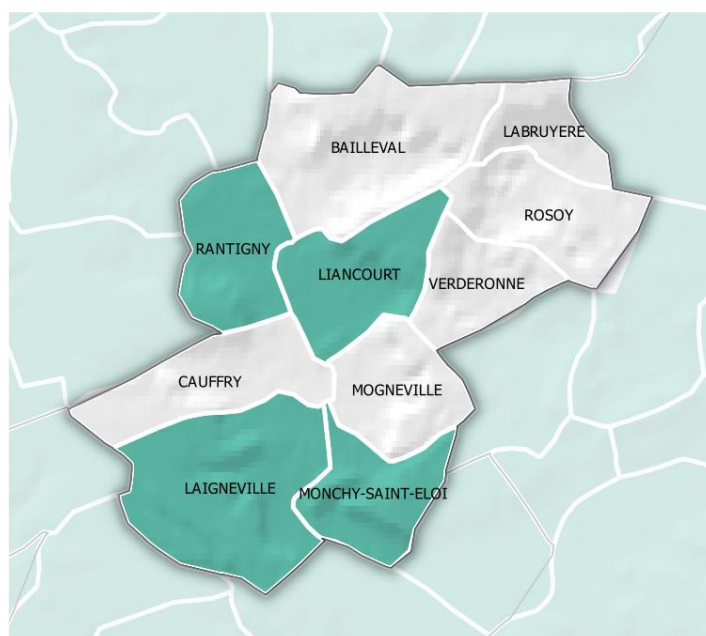 LABRUYERE
BAILLEVAL
ROSOY
RANTIGNY
LIANCOURT
VERDERONNE
CAUFFRY
MOGNEVILLE
LAIGNEVILLE
MONCHY-SAINT-ELOI